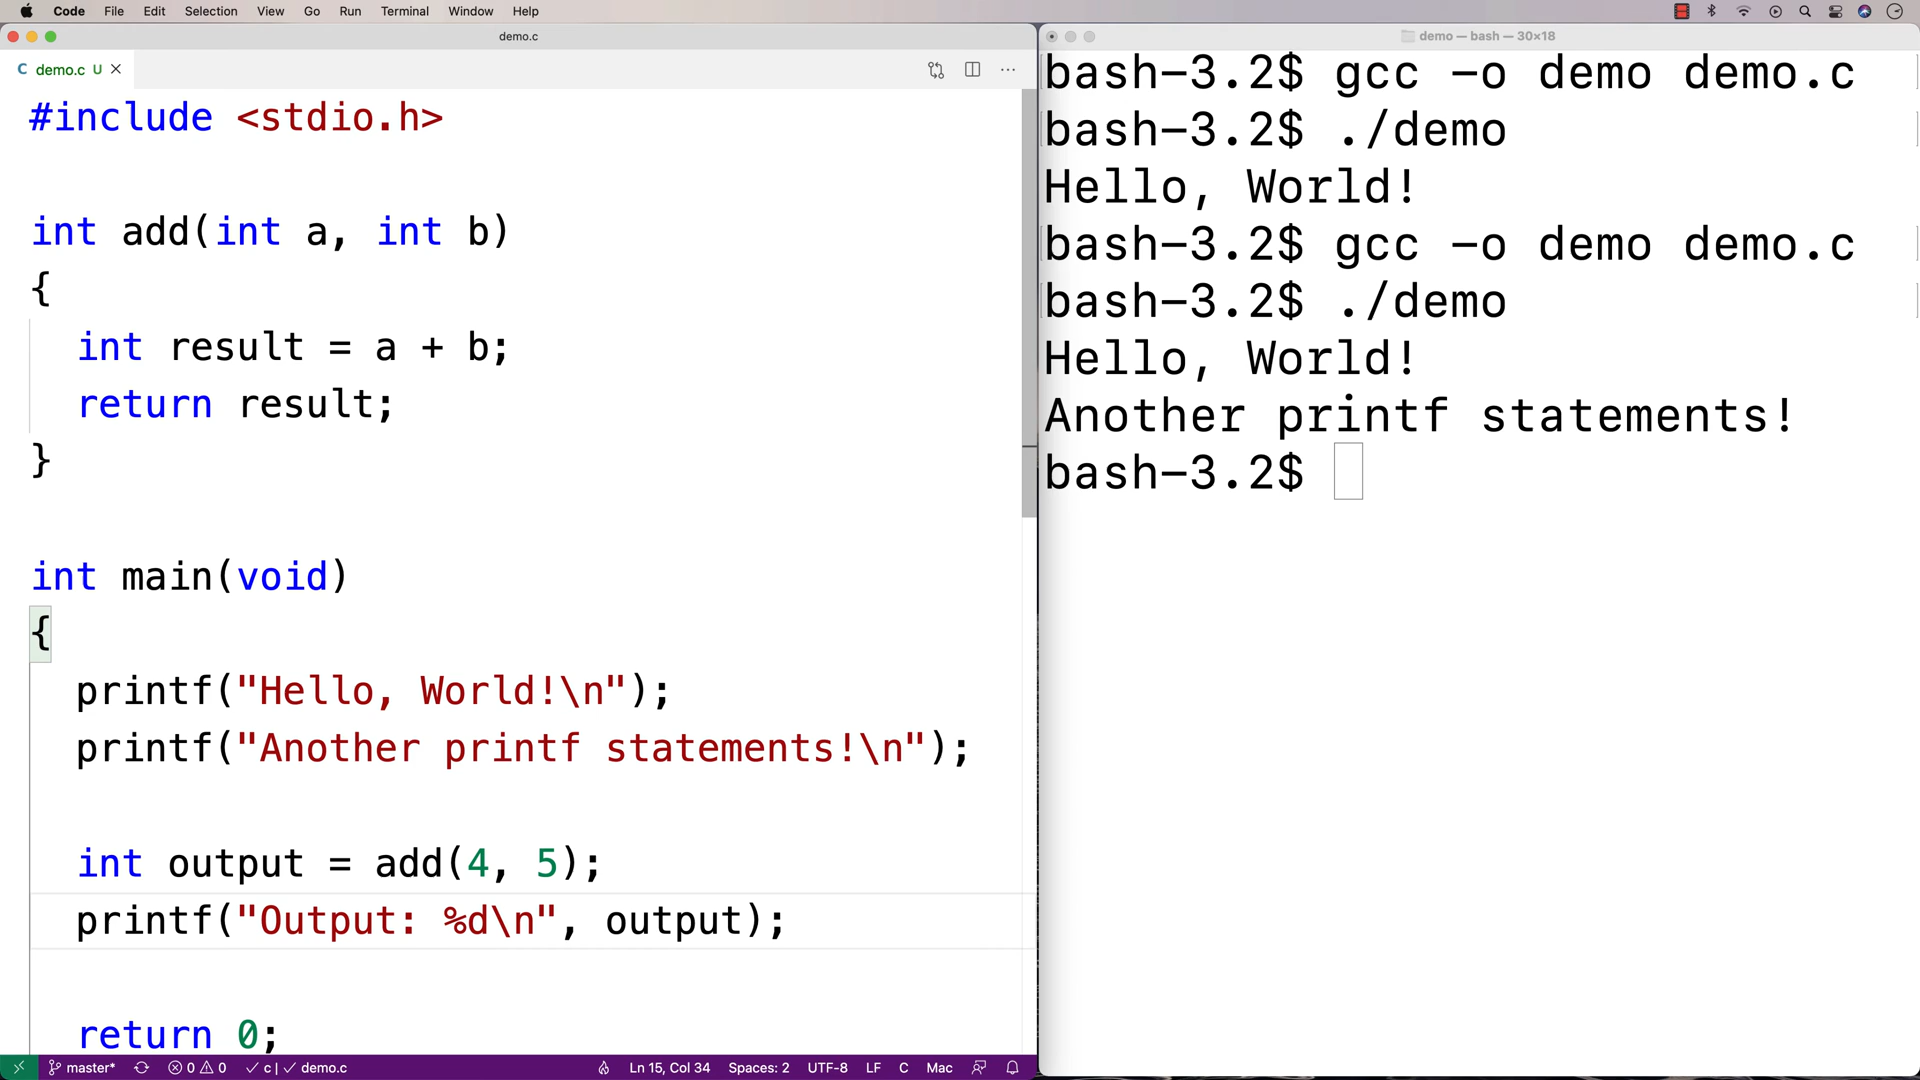 Code File Edit Selection View Go Run Terminal Window Help
demo.c
C demo.c U
#include <stdio.h>
int add(int a, int b)
{
int result = a + b;
return result;
}
int main(void)
{
printf("Hello, World!\n");
printf("Another printf statements!\n");
int output = add(4, 5);
printf("Output: %d\n", output);
return 0;
master* 0 0 c | demo.c Ln 15, Col 34 Spaces: 2 UTF-8 LF C Mac
demo — bash — 30×18
bash-3.2$ gcc -o demo demo.c
bash-3.2$ ./demo
Hello, World!
bash-3.2$ gcc -o demo demo.c
bash-3.2$ ./demo
Hello, World!
Another printf statements!
bash-3.2$